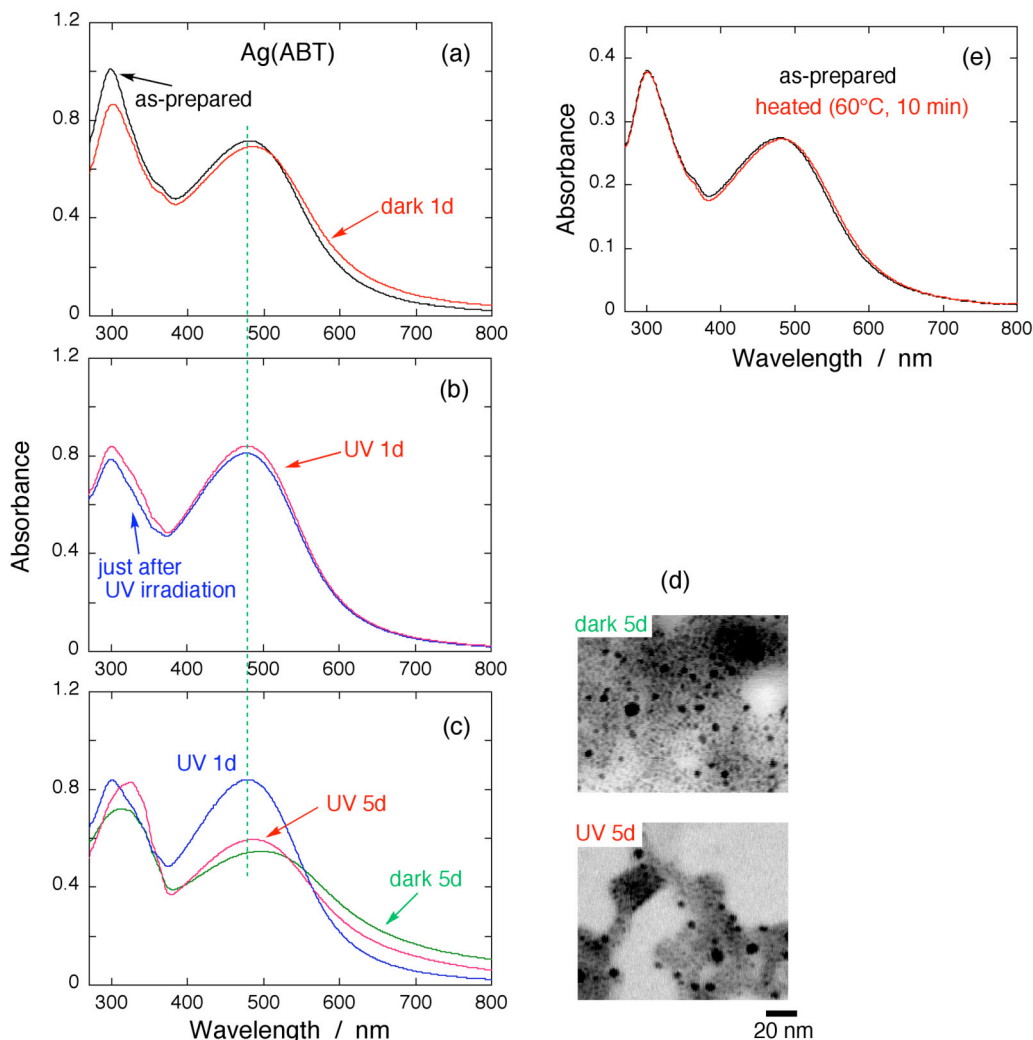 1.2
(a)
Ag(ABT)
as-prepared
0.8
0.4
dark 1d
0
300 400 500 600 700 800
1.2
(b)
UV 1d
0.8
0.4
just after
UV irradiation
0
300 400 500 600 700 800
1.2
(c)
UV 1d
0.8
UV 5d
0.4
dark 5d
0
300 400 500 600 700 800
Wavelength / nm
Absorbance
0.4
(e)
as-prepared
heated (60°C, 10 min)
0.3
0.2
0.1
0
300 400 500 600 700 800
Wavelength / nm
Absorbance
(d)
dark 5d
UV 5d
20 nm